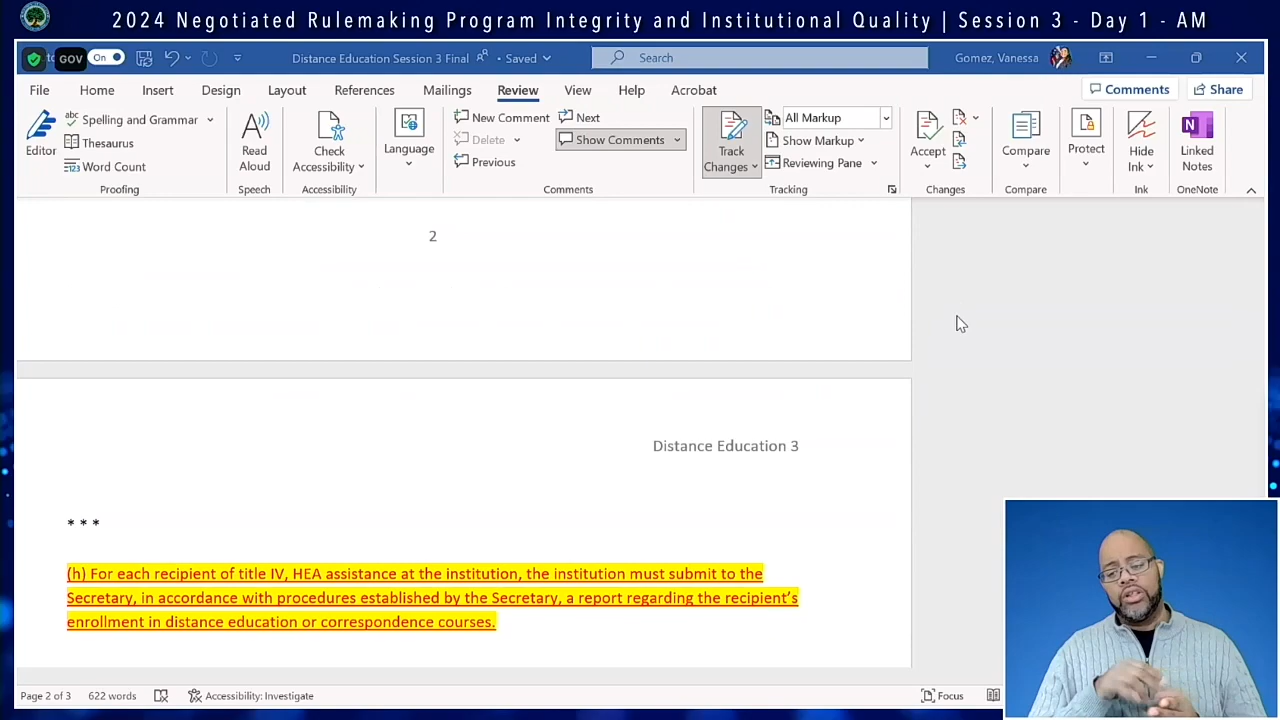 2024 Negotiated Rulemaking Program Integrity and Institutional Quality | Session 3 - Day 1 - AM
GOV On Distance Education Session 3 Final • Saved Search Gomez, Vanessa
File Home Insert Design Layout References Mailings Review View Help Acrobat Comments Share
Spelling and Grammar
Thesaurus
Word Count
Editor
Proofing
Read Aloud
Speech
Check Accessibility
Accessibility
Language
New Comment
Delete
Previous
Next
Show Comments
Comments
Track Changes
All Markup
Show Markup
Reviewing Pane
Tracking
Accept
Changes
Compare
Compare
Protect
Hide Ink
Ink
Linked Notes
OneNote
2
Distance Education 3
* * *
(h) For each recipient of title IV, HEA assistance at the institution, the institution must submit to the
Secretary, in accordance with procedures established by the Secretary, a report regarding the recipient’s
enrollment in distance education or correspondence courses.
Page 2 of 3 622 words Accessibility: Investigate Focus